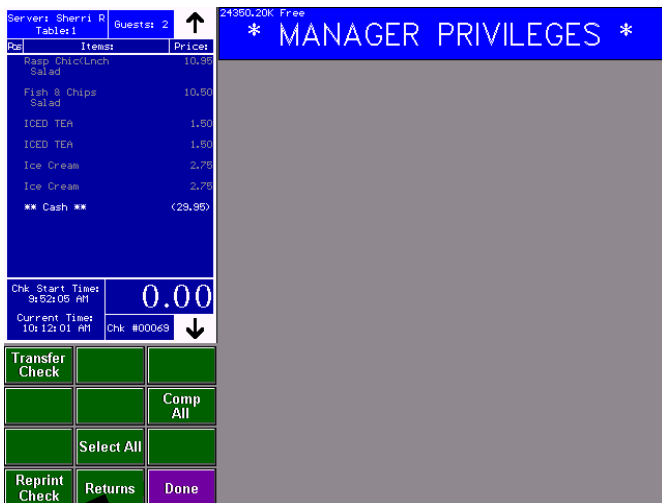 Server: Sherri R
Table:1
Guests: 2
Pos Items: Price:
Rasp Chic(Lnch 10.95
Salad
Fish & Chips 10.50
Salad
ICED TEA 1.50
ICED TEA 1.50
Ice Cream 2.75
Ice Cream 2.75
** Cash ** (29.95)
Chk Start Time:
9:52:05 AM
0.00
Current Time:
10:12:01 AM
Chk #00069
Transfer
Check
Comp
All
Select All
Reprint
Check
Returns
Done
24350.20K Free
* MANAGER PRIVILEGES *